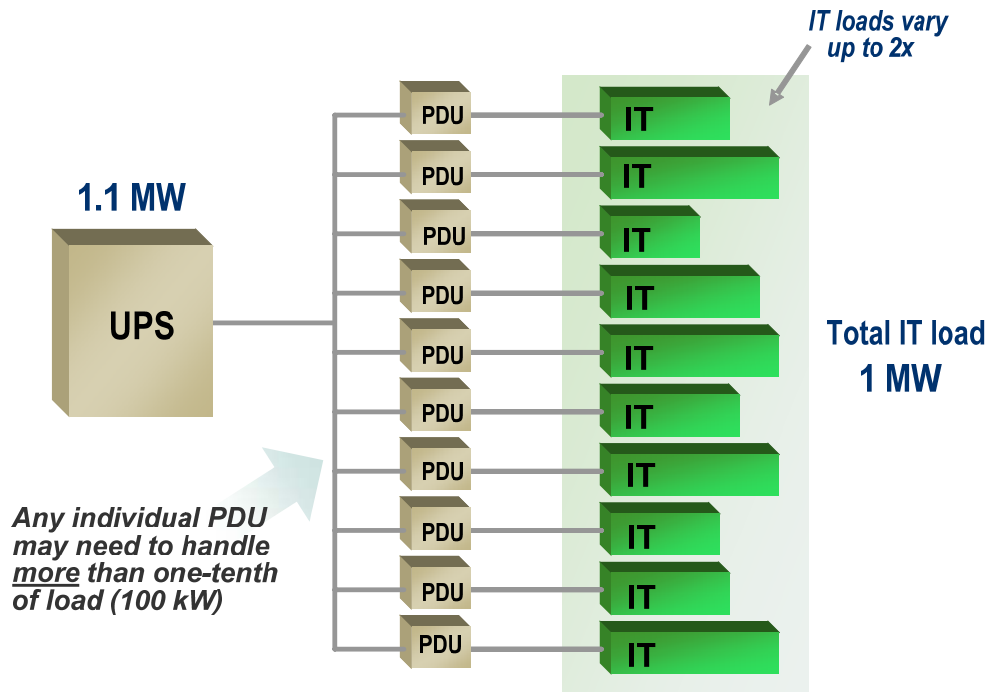 IT loads vary
up to 2x
PDU
IT
PDU
IT
1.1 MW
PDU
IT
PDU
IT
UPS
PDU
IT
Total IT load
1 MW
PDU
IT
PDU
IT
Any individual PDU
may need to handle
more than one-tenth
of load (100 kW)
PDU
IT
PDU
IT
PDU
IT